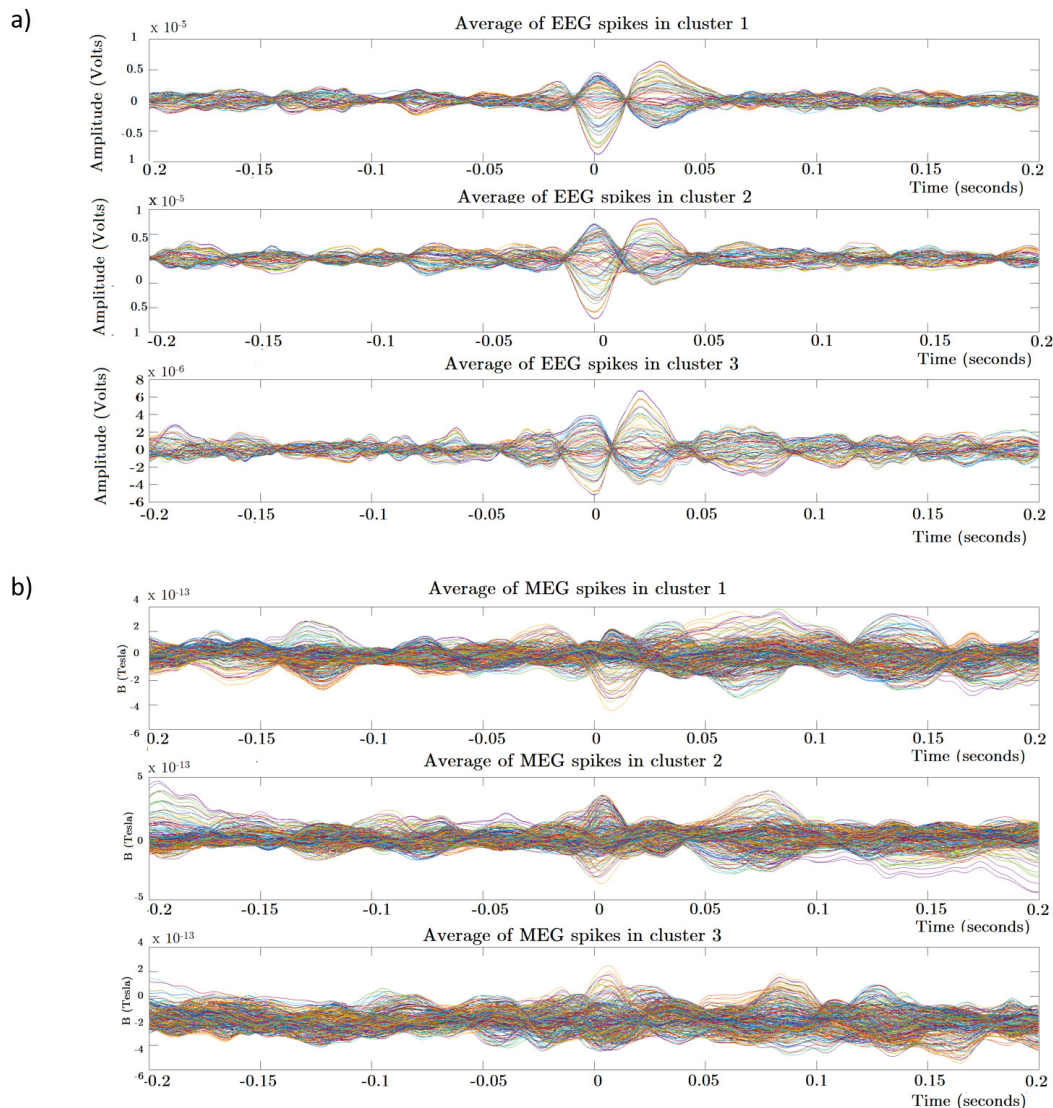 a)
Average of EEG spikes in cluster 1
x 10-5
Amplitude (Volts)
1
0.5
0
-0.5
1
0.2 -0.15 -0.1 -0.05 0 0.05 0.1 0.15 0.2
Time (seconds)
Average of EEG spikes in cluster 2
x 10-5
Amplitude (Volts)
1
0.5
0
0.5
1
-0.2 -0.15 -0.1 -0.05 0 0.05 0.1 0.15 0.2
Time (seconds)
Average of EEG spikes in cluster 3
x 10-6
Amplitude (Volts)
8
6
4
2
0
-2
-4
-6
-0.2 -0.15 -0.1 -0.05 0 0.05 0.1 0.15 0.2
Time (seconds)
b)
Average of MEG spikes in cluster 1
x 10-13
B (Tesla)
4
2
0
-2
-4
-6
0.2 -0.15 -0.1 -0.05 0 0.05 0.1 0.15 0.2
Time (seconds)
Average of MEG spikes in cluster 2
x 10-13
B (Tesla)
5
0
-5
-0.2 -0.15 -0.1 -0.05 0 0.05 0.1 0.15 0.2
Time (seconds)
Average of MEG spikes in cluster 3
x 10-13
B (Tesla)
4
2
0
-2
-4
-6
-0.2 -0.15 -0.1 -0.05 0 0.05 0.1 0.15 0.2
Time (seconds)